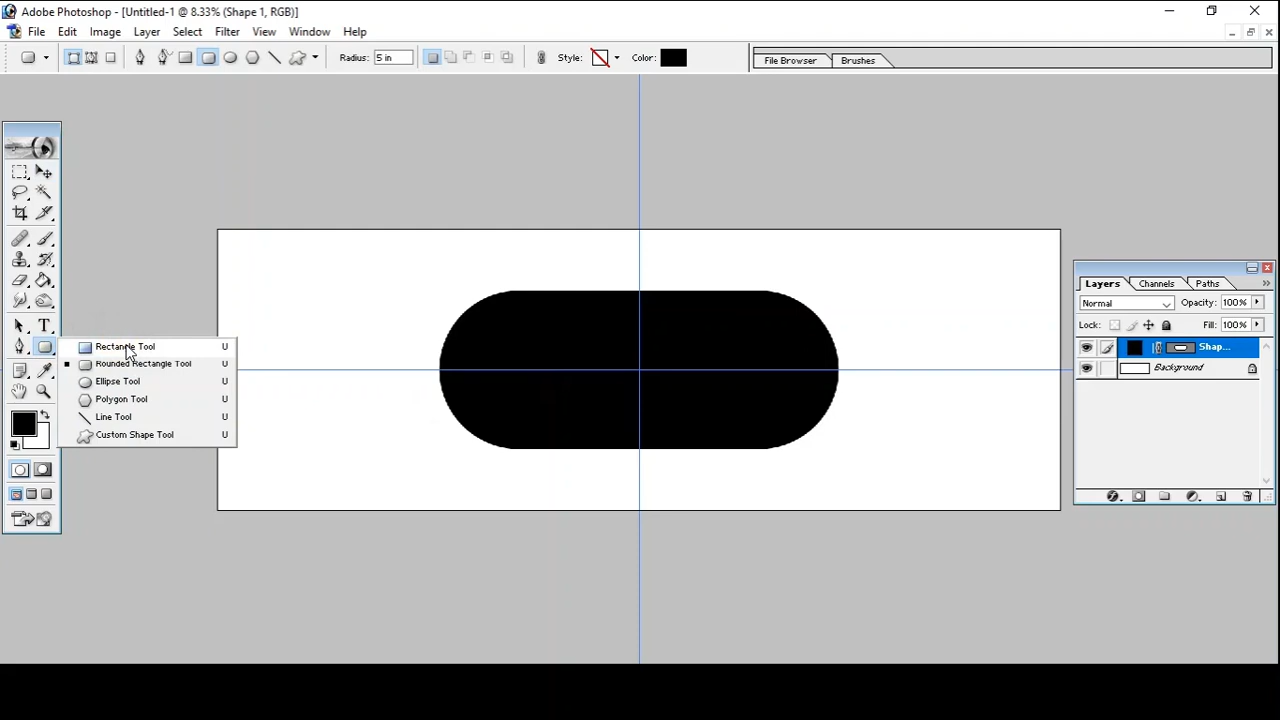 Adobe Photoshop - [Untitled-1 @ 8.33% (Shape 1, RGB)]
File Edit Image Layer Select Filter View Window Help
Radius: 5 in Style: Color: File Browser Brushes
Layers Channels Paths
Normal Opacity: 100%
Lock: Fill: 100%
Shap...
Background
T
Rectangle Tool U
Rounded Rectangle Tool U
Ellipse Tool U
Polygon Tool U
Line Tool U
Custom Shape Tool U